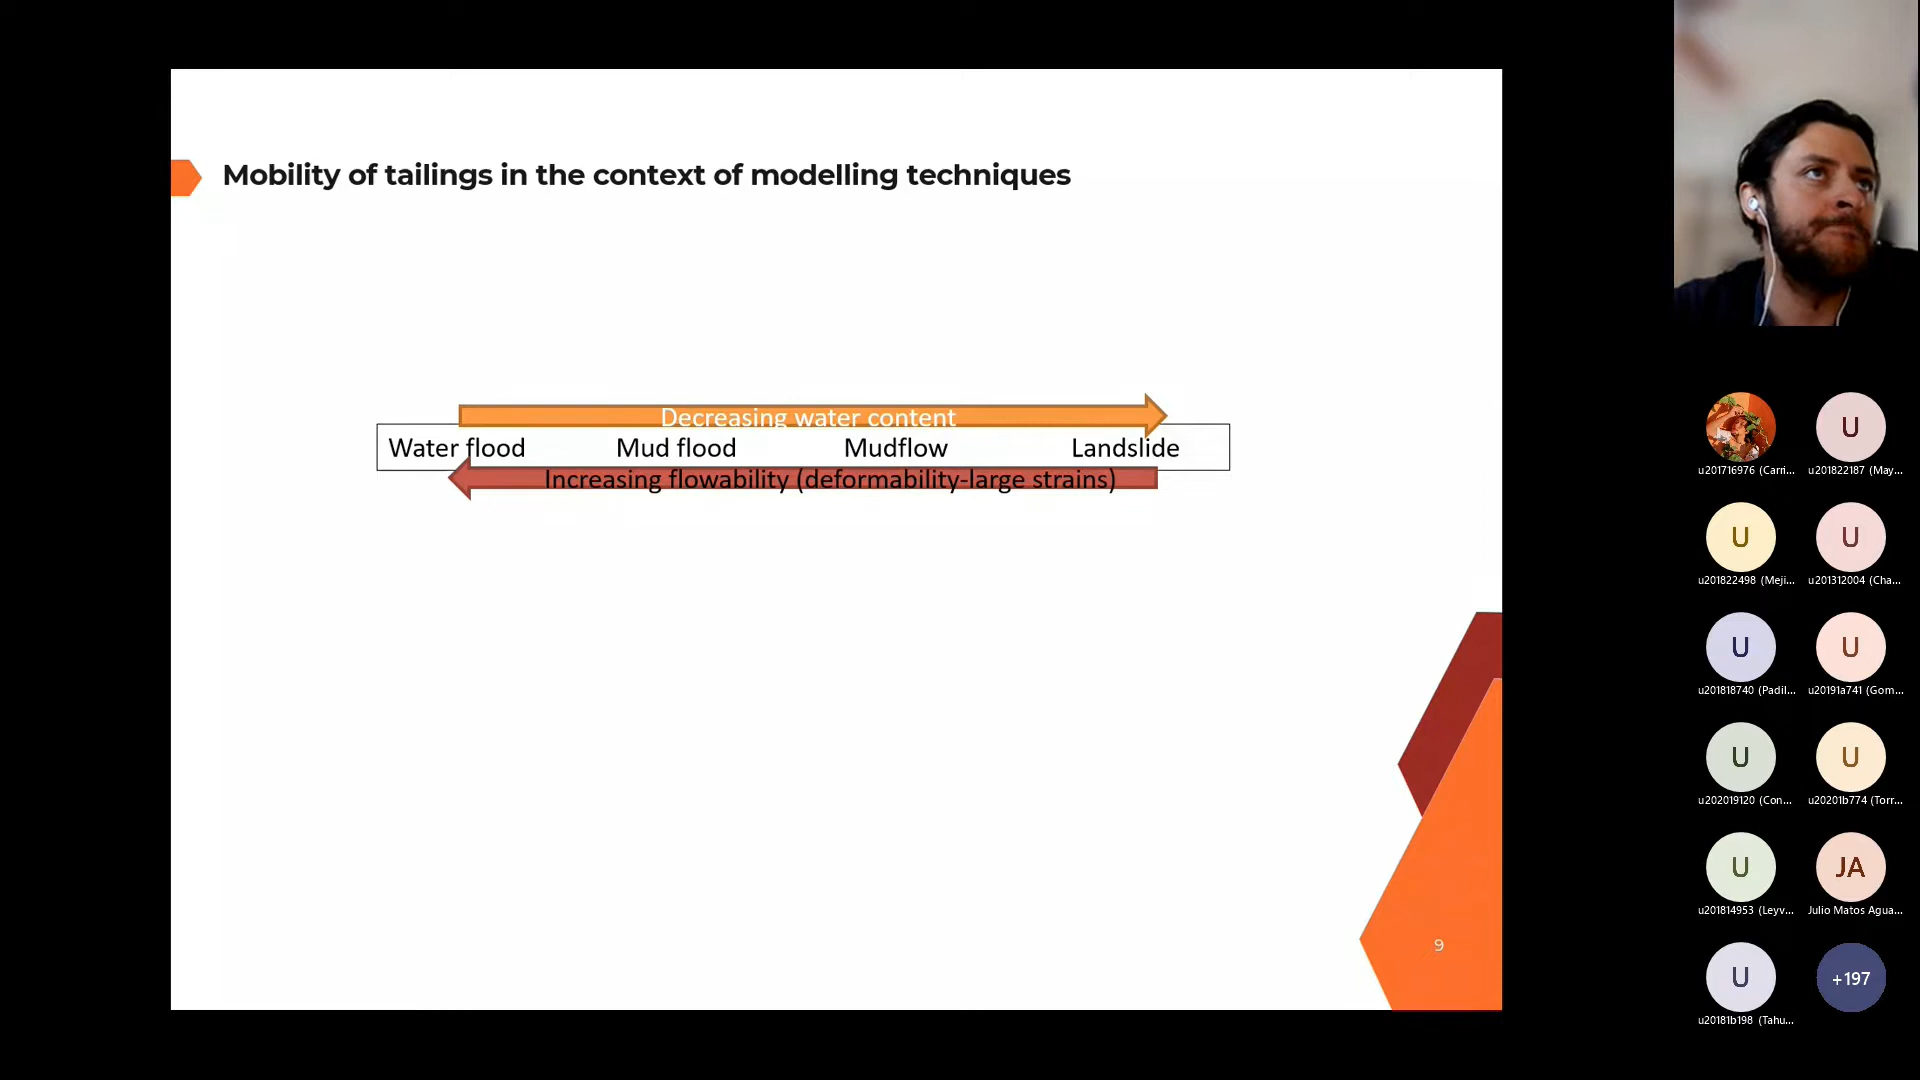 Mobility of tailings in the context of modelling techniques
Decreasing water content
Water flood Mud flood Mudflow Landslide
Increasing flowability (deformability-large strains)
9
U
u201716976 (Carri... u201822187 (May...
U U
u201822498 (Meji... u201312004 (Cha...
U U
u201818740 (Padil... u20191a741 (Gom...
U U
u202019120 (Con... u20201b774 (Torr...
U JA
u201814953 (Leyv... Julio Matos Agua...
U +197
u20181b198 (Tahu...